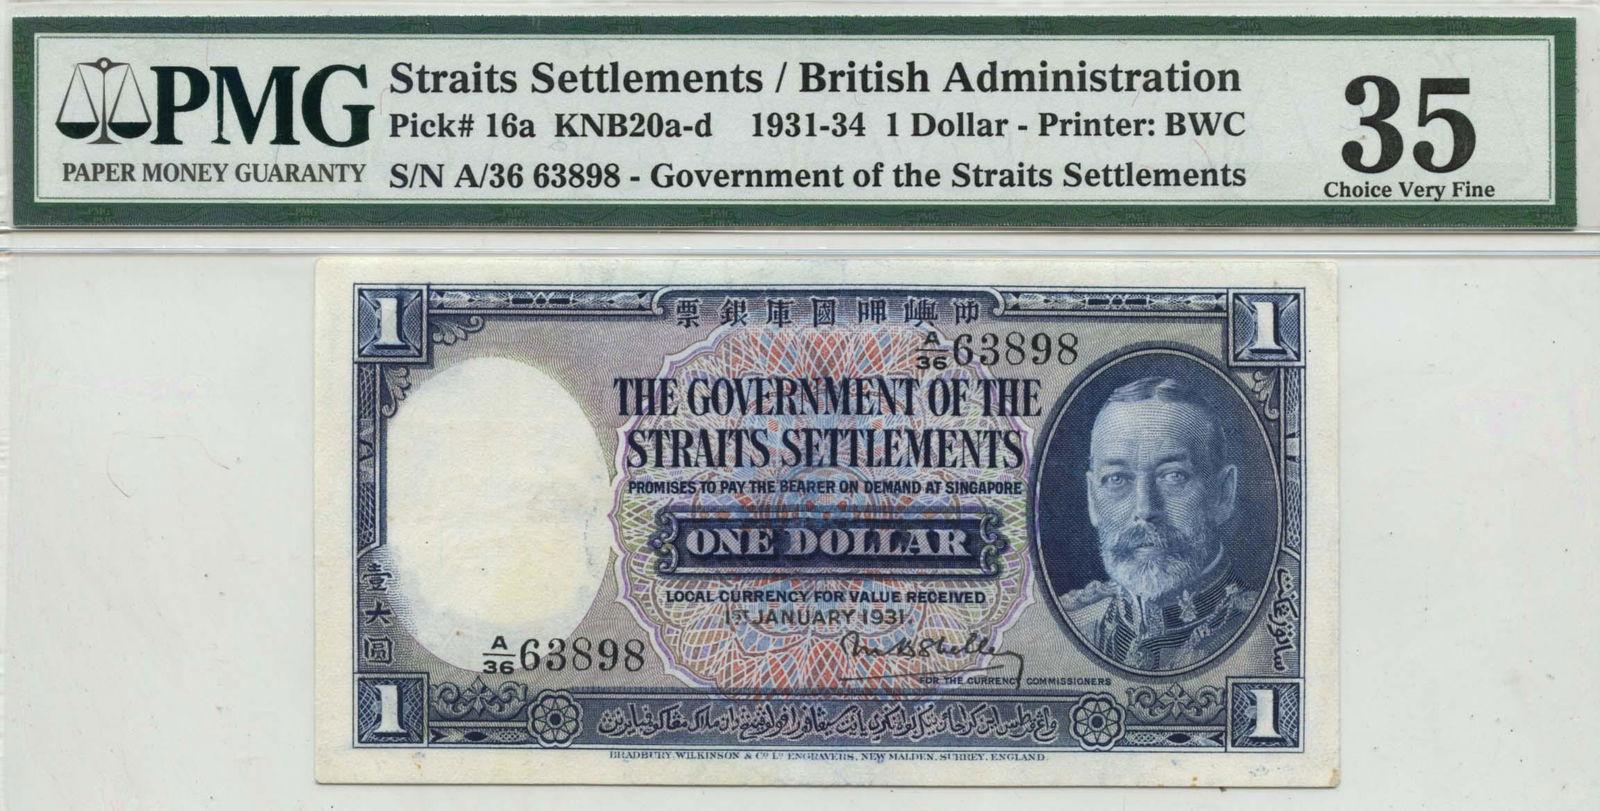 PMG
PAPER MONEY GUARANTY
Straits Settlements / British Administration
Pick# 16a KNB20a-d 1931-34 1 Dollar - Printer: BWC
S/N A/36 63898 - Government of the Straits Settlements
35
Choice Very Fine
1
1
票銀庫國
A/36 63898
THE GOVERNMENT OF THE
STRAITS SETTLEMENTS
PROMISES TO PAY THE BEARER ON DEMAND AT SINGAPORE
ONE DOLLAR
LOCAL CURRENCY FOR VALUE RECEIVED
1ST JANUARY 1931.
壹大圓
A/36 63898
FOR THE CURRENCY COMMISSIONERS
1
1
BRADBURY, WILKINSON & Co Ld ENGRAVERS, NEW MALDEN, SURREY, ENGLAND.